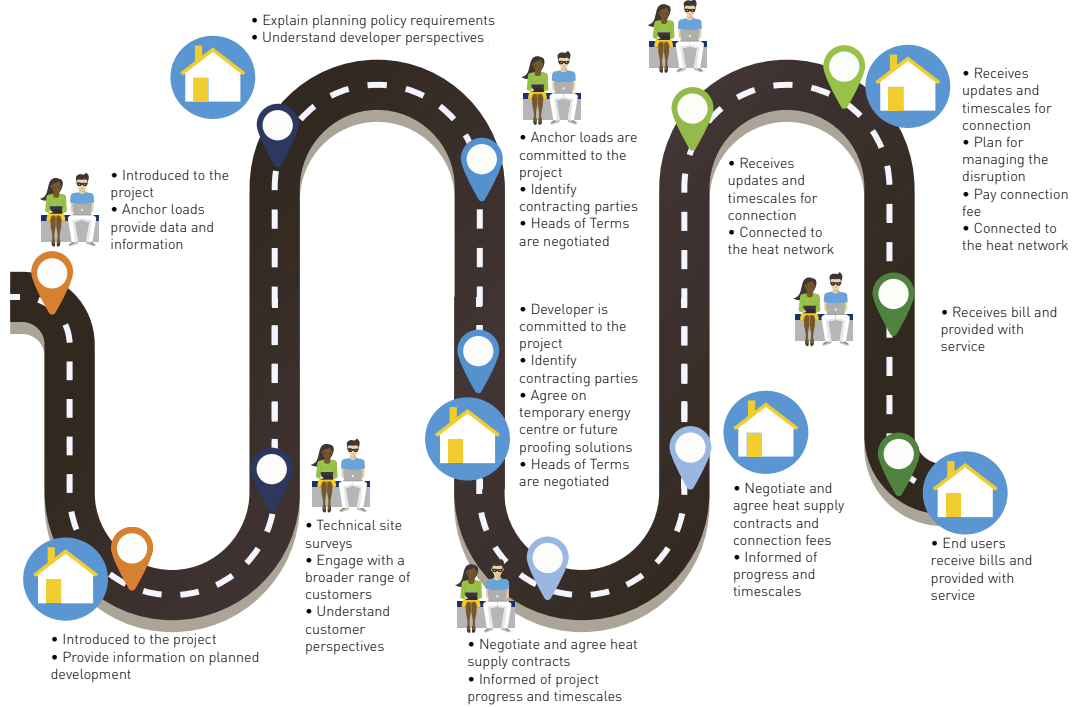 • Explain planning policy requirements
• Understand developer perspectives
• Introduced to the
project
• Anchor loads
provide data and
information
• Introduced to the project
• Provide information on planned
development
• Technical site
surveys
• Engage with a
broader range of
customers
• Understand
customer
perspectives
• Anchor loads are
committed to the
project
• Identify
contracting parties
• Heads of Terms
are negotiated
• Developer is
committed to the
project
• Identify
contracting parties
• Agree on
temporary energy
centre or future
proofing solutions
• Heads of Terms
are negotiated
• Negotiate and agree heat
supply contracts
• Informed of project
progress and timescales
• Negotiate and
agree heat supply
contracts and
connection fees
• Informed of
progress and
timescales
• Receives
updates and
timescales for
connection
• Connected to
the heat network
• Receives
updates and
timescales for
connection
• Plan for
managing the
disruption
• Pay connection
fee
• Connected to
the heat network
• Receives bill and
provided with
service
• End users
receive bills and
provided with
service